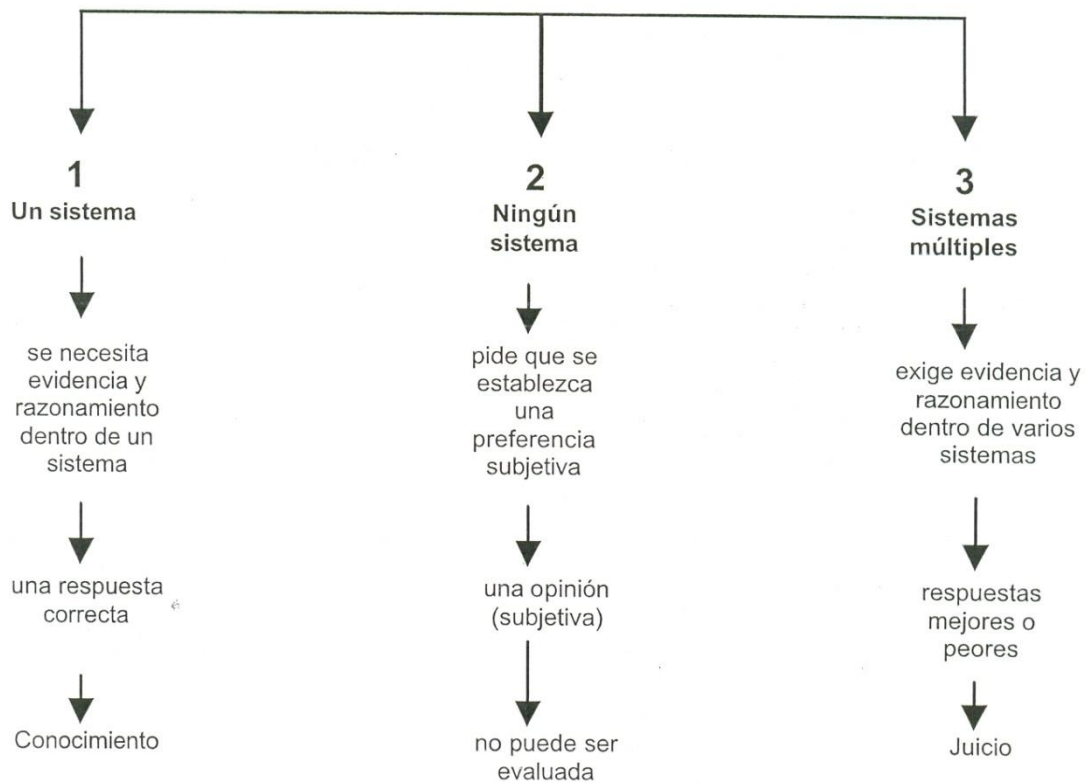 1
Un sistema
se necesita
evidencia y
razonamiento
dentro de un
sistema
una respuesta
correcta
Conocimiento
2
Ningún
sistema
pide que se
establezca
una
preferencia
subjetiva
una opinión
(subjetiva)
no puede ser
evaluada
3
Sistemas
múltiples
exige evidencia y
razonamiento
dentro de varios
sistemas
respuestas
mejores o
peores
Juicio